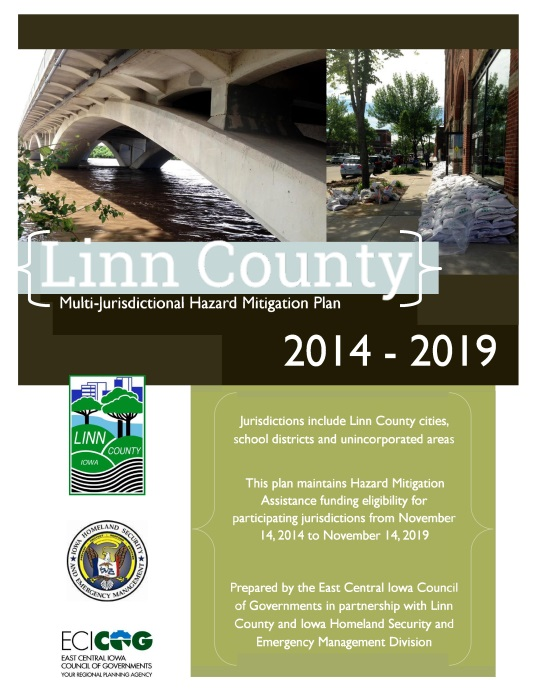 Linn County
Multi-Jurisdictional Hazard Mitigation Plan
2014 - 2019
LINN
COUNTY
IOWA
IOWA HOMELAND SECURITY
AND EMERGENCY MANAGEMENT
ECICOG
EAST CENTRAL IOWA
COUNCIL OF GOVERNMENTS
YOUR REGIONAL PLANNING AGENCY
Jurisdictions include Linn County cities,
school districts and unincorporated areas
This plan maintains Hazard Mitigation
Assistance funding eligibility for
participating jurisdictions from November
14, 2014 to November 14, 2019
Prepared by the East Central Iowa Council
of Governments in partnership with Linn
County and Iowa Homeland Security and
Emergency Management Division